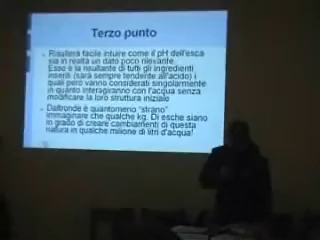 Terzo punto
Risulterà facile intuire come il pH dell'esca
sia in realtà un dato poco rilevante.
Esso è la risultante di tutti gli ingredienti
inseriti (sarà sempre tendente all'acido) i
quali però vanno considerati singolarmente
in quanto interagiranno con l'acqua senza
modificare la loro struttura iniziale
Daltronde è quantomeno "strano"
immaginare che qualche kg. Di esche siano
in grado di creare cambiamenti di questa
natura in qualche milione di litri d'acqua!